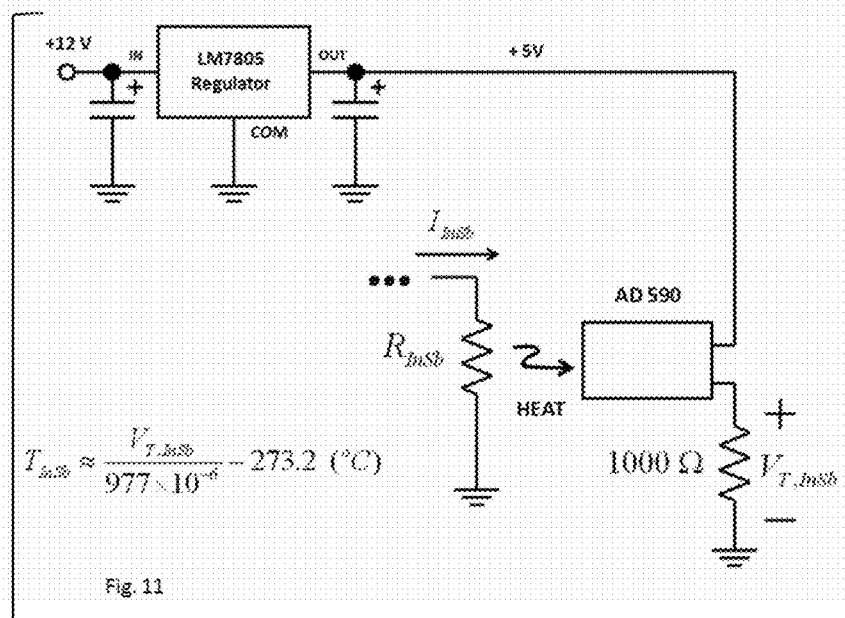 +12 V
IN
LM7805
Regulator
OUT
+ 5V
COM
I_InSb
AD 590
R_InSb
HEAT
+
1000 Ω
V_T,InSb
−
T_InSb ≈ V_T,InSb / 977×10⁻⁶ − 273.2 (°C)
Fig. 11